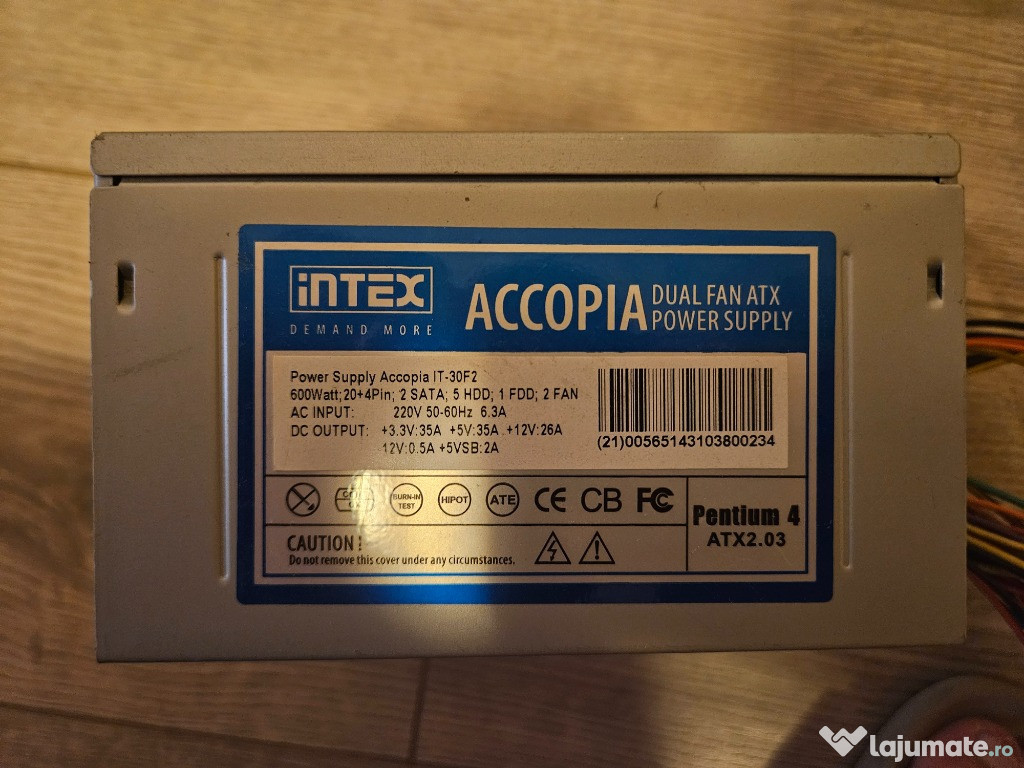 iNTEX
DEMAND MORE
ACCOPIA
DUAL FAN ATX
POWER SUPPLY
Power Supply Accopia IT-30F2
600Watt;20+4Pin; 2 SATA; 5 HDD; 1 FDD; 2 FAN
AC INPUT: 220V 50-60Hz 6.3A
DC OUTPUT: +3.3V:35A +5V:35A +12V:26A
-12V:0.5A +5VSB:2A
(21)00565143103800234
BURN-IN
TEST
HIPOT
ATE
CE
CB
FC
Pentium 4
ATX2.03
CAUTION !
Do not remove this cover under any circumstances.
lajumate.ro